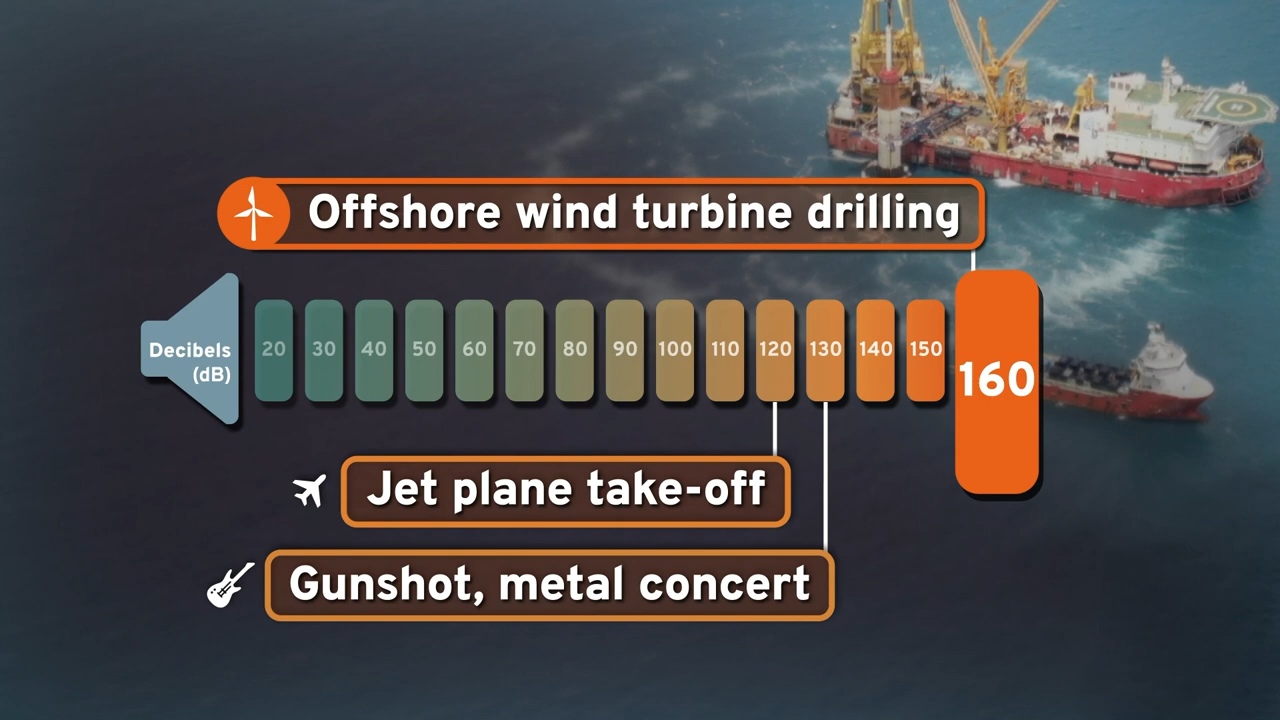 Offshore wind turbine drilling
Decibels
(dB)
20 30 40 50 60 70 80 90 100 110 120 130 140 150 160
Jet plane take-off
Gunshot, metal concert